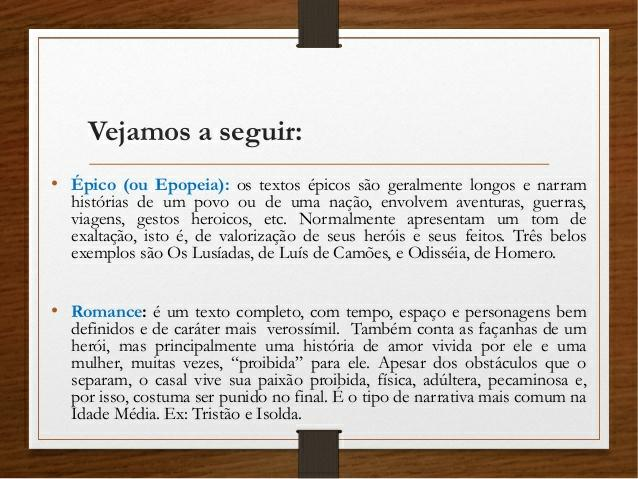 Vejamos a seguir:
• Épico (ou Epopeia): os textos épicos são geralmente longos e narram
histórias de um povo ou de uma nação, envolvem aventuras, guerras,
viagens, gestos heroicos, etc. Normalmente apresentam um tom de
exaltação, isto é, de valorização de seus heróis e seus feitos. Três belos
exemplos são Os Lusíadas, de Luís de Camões, e Odisséia, de Homero.
• Romance: é um texto completo, com tempo, espaço e personagens bem
definidos e de caráter mais verossímil. Também conta as façanhas de um
herói, mas principalmente uma história de amor vivida por ele e uma
mulher, muitas vezes, “proibida” para ele. Apesar dos obstáculos que o
separam, o casal vive sua paixão proibida, física, adúltera, pecaminosa e,
por isso, costuma ser punido no final. É o tipo de narrativa mais comum na
Idade Média. Ex: Tristão e Isolda.